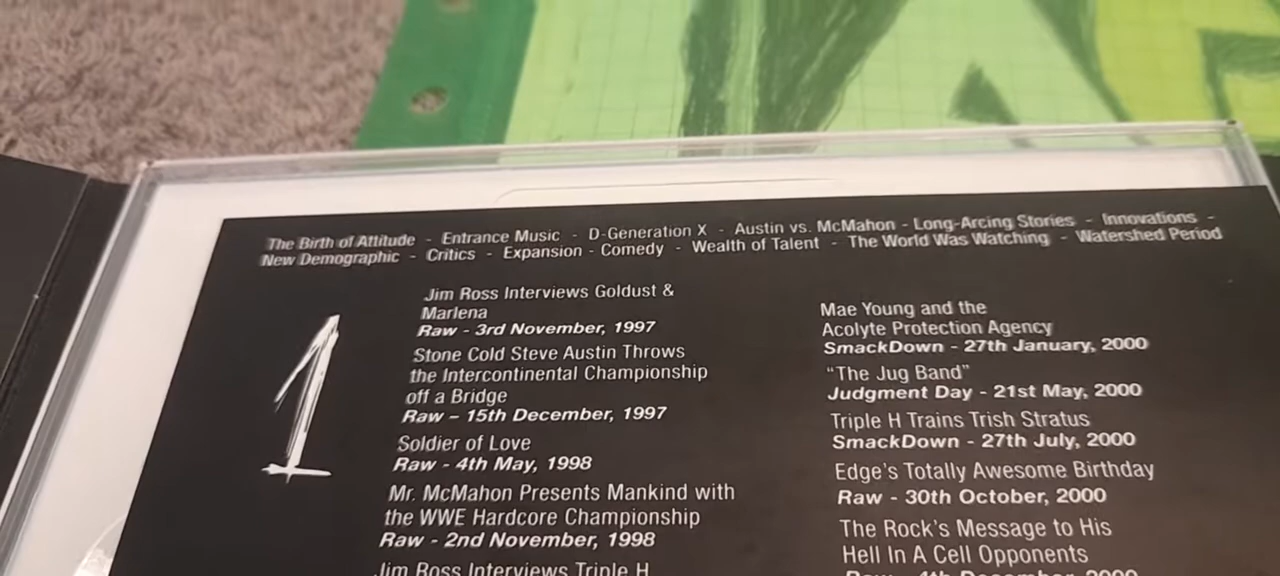 The Birth of Attitude - Entrance Music - D-Generation X - Austin vs. McMahon - Long-Arcing Stories - Innovations -
New Demographic - Critics - Expansion - Comedy - Wealth of Talent - The World Was Watching - Watershed Period
1
Jim Ross Interviews Goldust &
Marlena
Raw - 3rd November, 1997
Stone Cold Steve Austin Throws
the Intercontinental Championship
off a Bridge
Raw – 15th December, 1997
Soldier of Love
Raw - 4th May, 1998
Mr. McMahon Presents Mankind with
the WWE Hardcore Championship
Raw - 2nd November, 1998
Jim Ross Interviews Triple H
Mae Young and the
Acolyte Protection Agency
SmackDown - 27th January, 2000
“The Jug Band”
Judgment Day - 21st May, 2000
Triple H Trains Trish Stratus
SmackDown - 27th July, 2000
Edge's Totally Awesome Birthday
Raw - 30th October, 2000
The Rock's Message to His
Hell In A Cell Opponents
Raw - 4th December, 2000